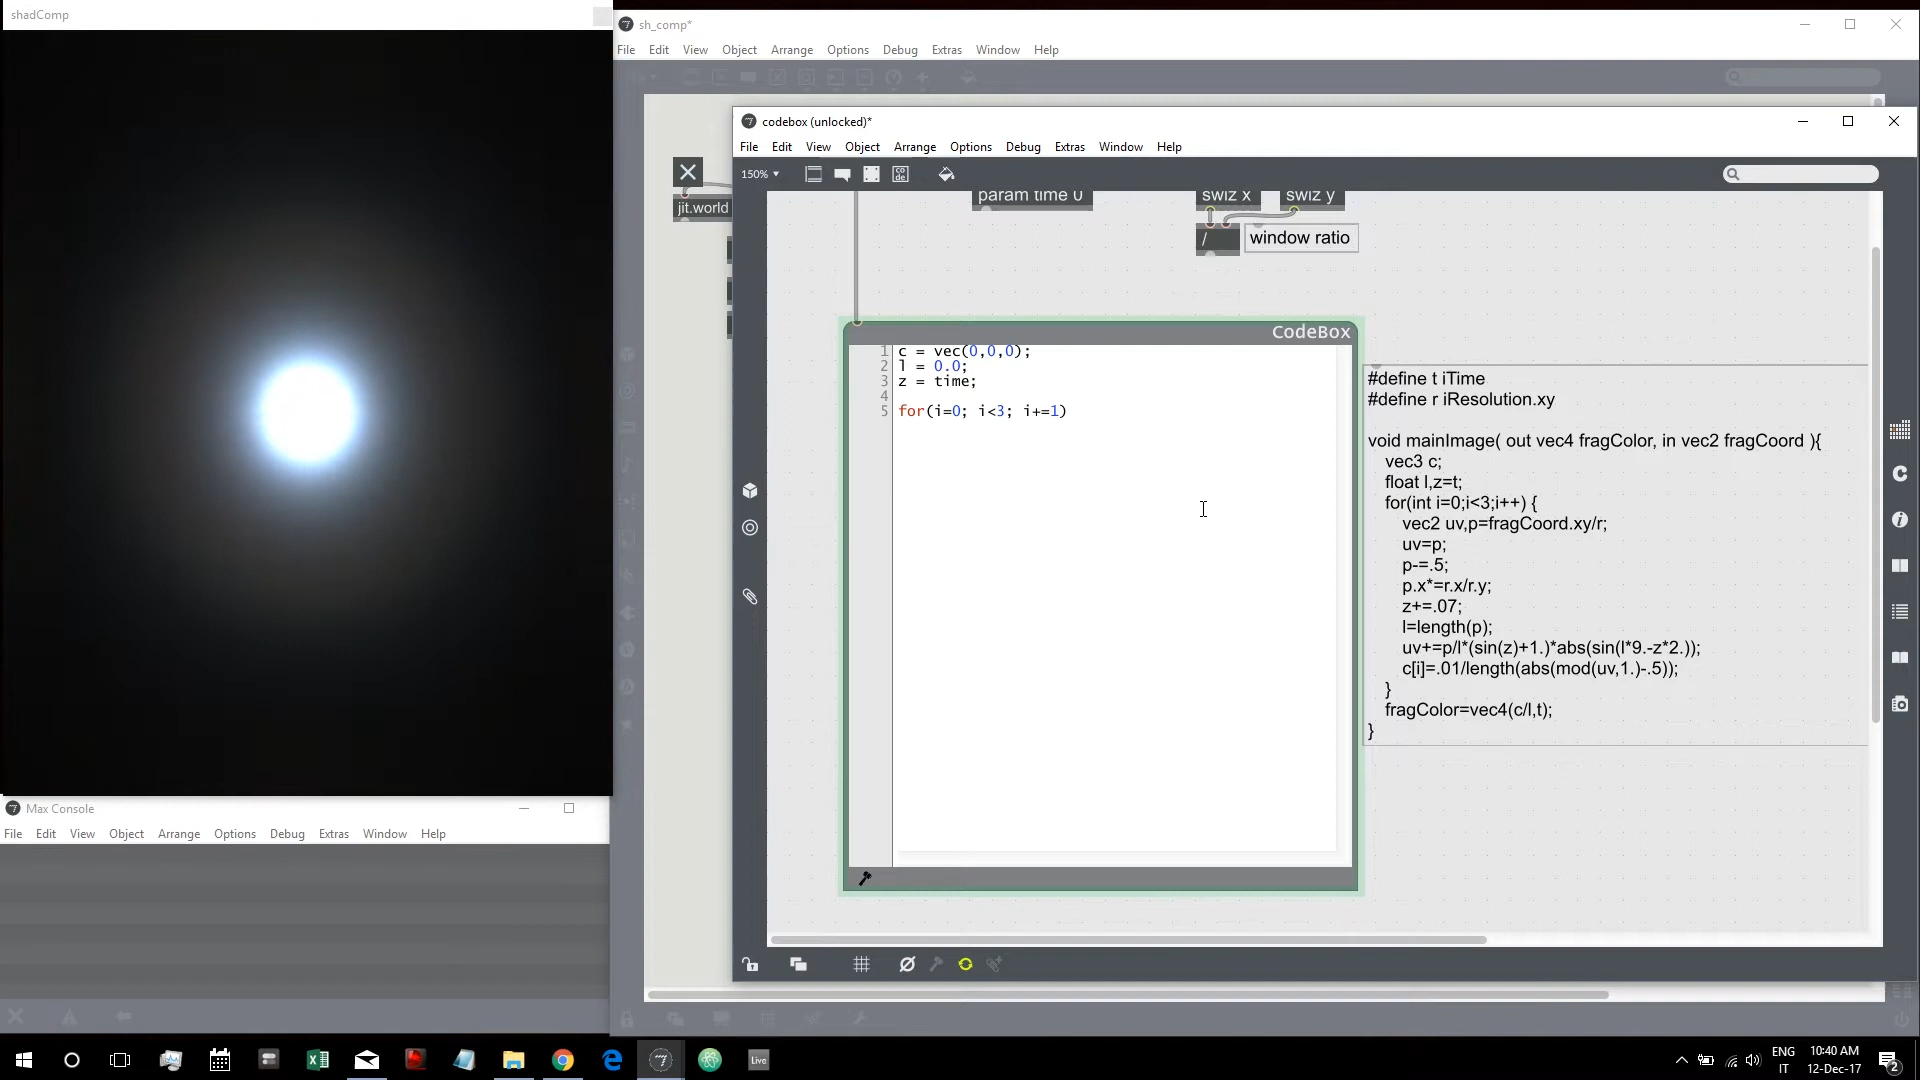 shadComp
sh_comp*
File Edit View Object Arrange Options Debug Extras Window Help
codebox (unlocked)*
File Edit View Object Arrange Options Debug Extras Window Help
150%
jit.world
param time 0
swiz x
swiz y
/
window ratio
CodeBox
1 c = vec(0,0,0);
2 l = 0.0;
3 z = time;
4
5 for(i=0; i<3; i+=1)
#define t iTime
#define r iResolution.xy
void mainImage( out vec4 fragColor, in vec2 fragCoord ){
vec3 c;
float l,z=t;
for(int i=0;i<3;i++) {
vec2 uv,p=fragCoord.xy/r;
uv=p;
p-=.5;
p.x*=r.x/r.y;
z+=.07;
l=length(p);
uv+=p/l*(sin(z)+1.)*abs(sin(l*9.-z*2.));
c[i]=.01/length(abs(mod(uv,1.)-.5));
}
fragColor=vec4(c/l,t);
}
Max Console
File Edit View Object Arrange Options Debug Extras Window Help
Live
ENG
IT
10:40 AM
12-Dec-17
2